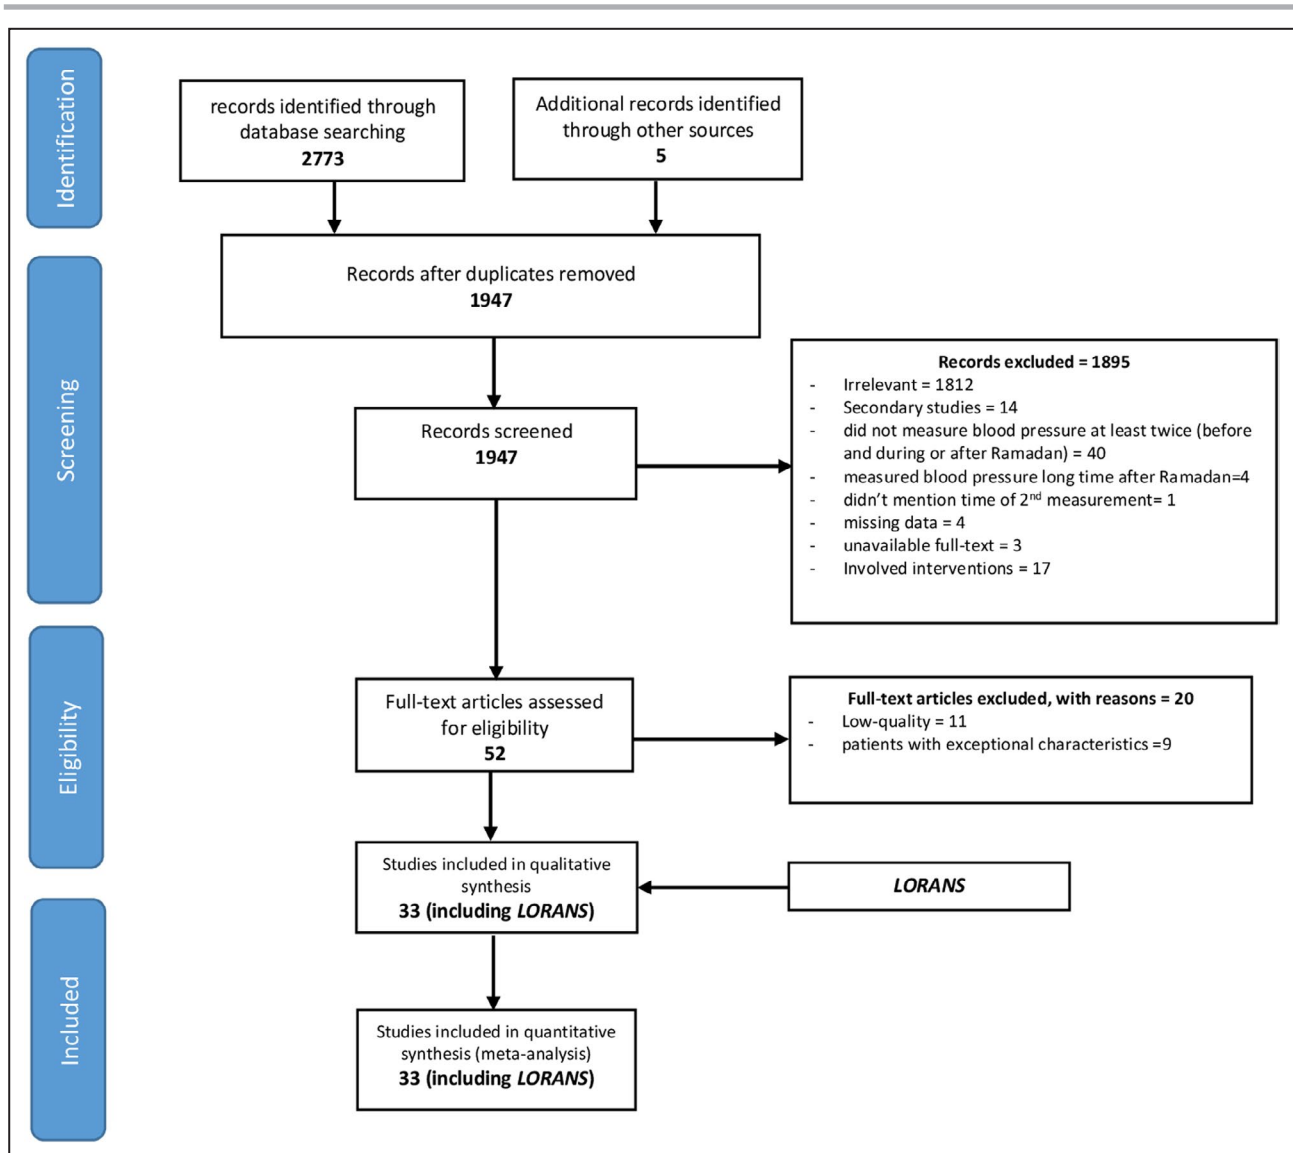 Identification
records identified through
database searching
2773
Additional records identified
through other sources
5
Records after duplicates removed
1947
Screening
Records screened
1947
Records excluded = 1895
- Irrelevant = 1812
- Secondary studies = 14
- did not measure blood pressure at least twice (before
and during or after Ramadan) = 40
- measured blood pressure long time after Ramadan=4
- didn’t mention time of 2nd measurement= 1
- missing data = 4
- unavailable full-text = 3
- Involved interventions = 17
Eligibility
Full-text articles assessed
for eligibility
52
Full-text articles excluded, with reasons = 20
- Low-quality = 11
- patients with exceptional characteristics =9
Studies included in qualitative
synthesis
33 (including LORANS)
LORANS
Included
Studies included in quantitative
synthesis (meta-analysis)
33 (including LORANS)